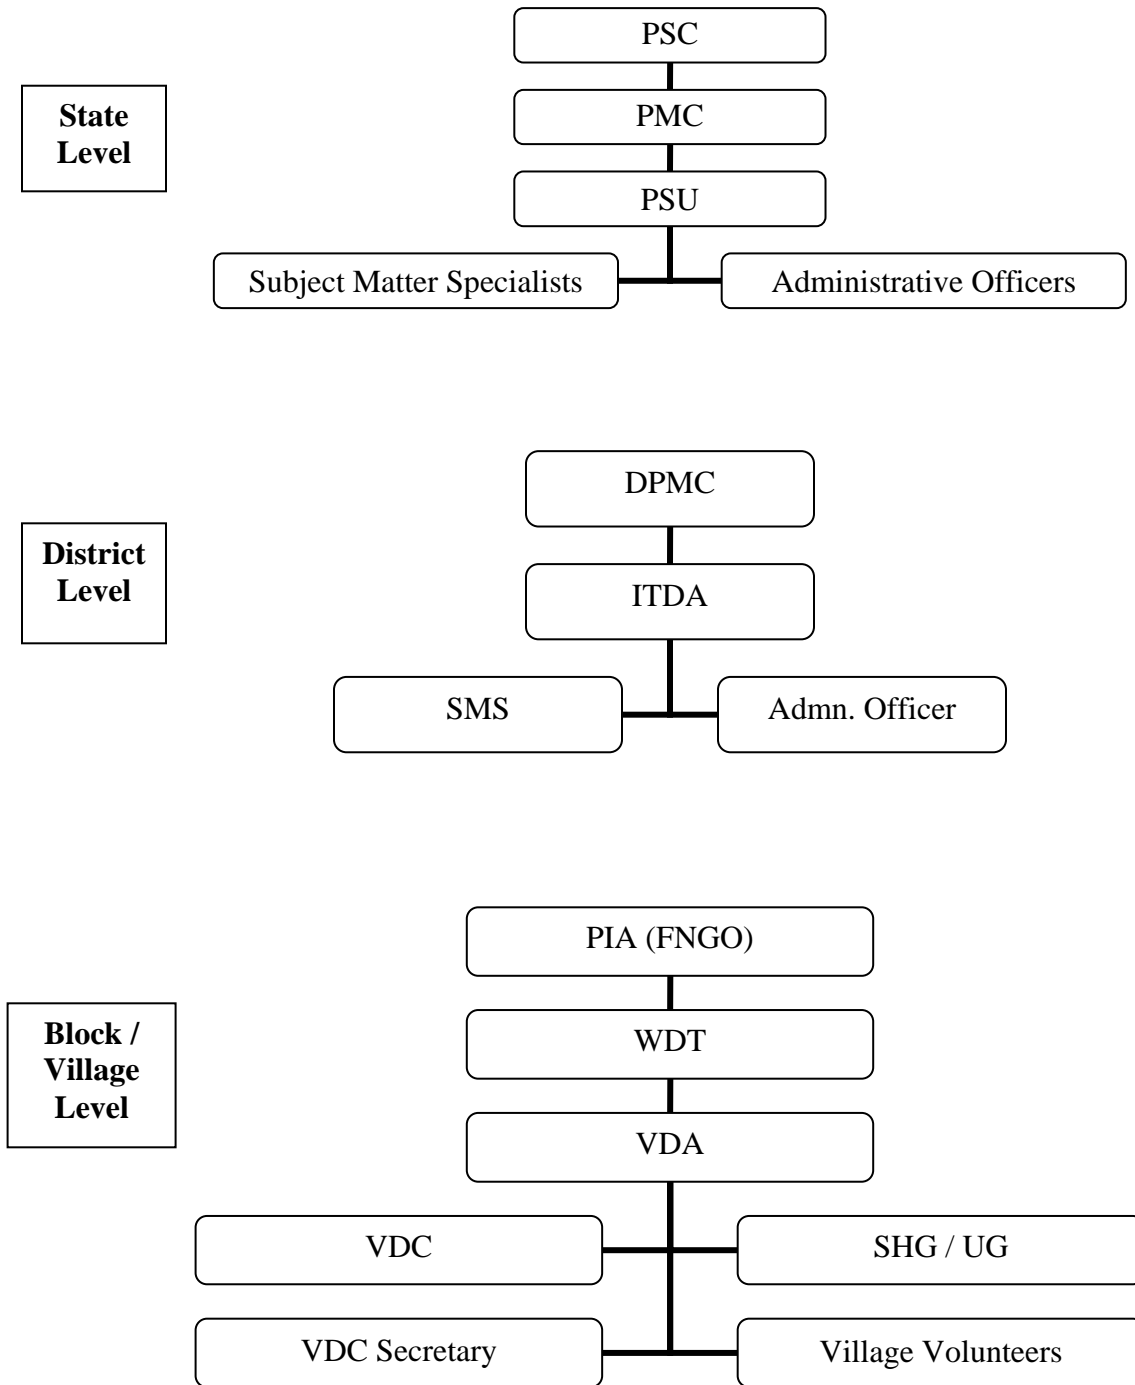 PSC
State
Level
PMC
PSU
Subject Matter Specialists
Administrative Officers
DPMC
District
Level
ITDA
SMS
Admn. Officer
PIA (FNGO)
Block /
Village
Level
WDT
VDA
VDC
SHG / UG
VDC Secretary
Village Volunteers